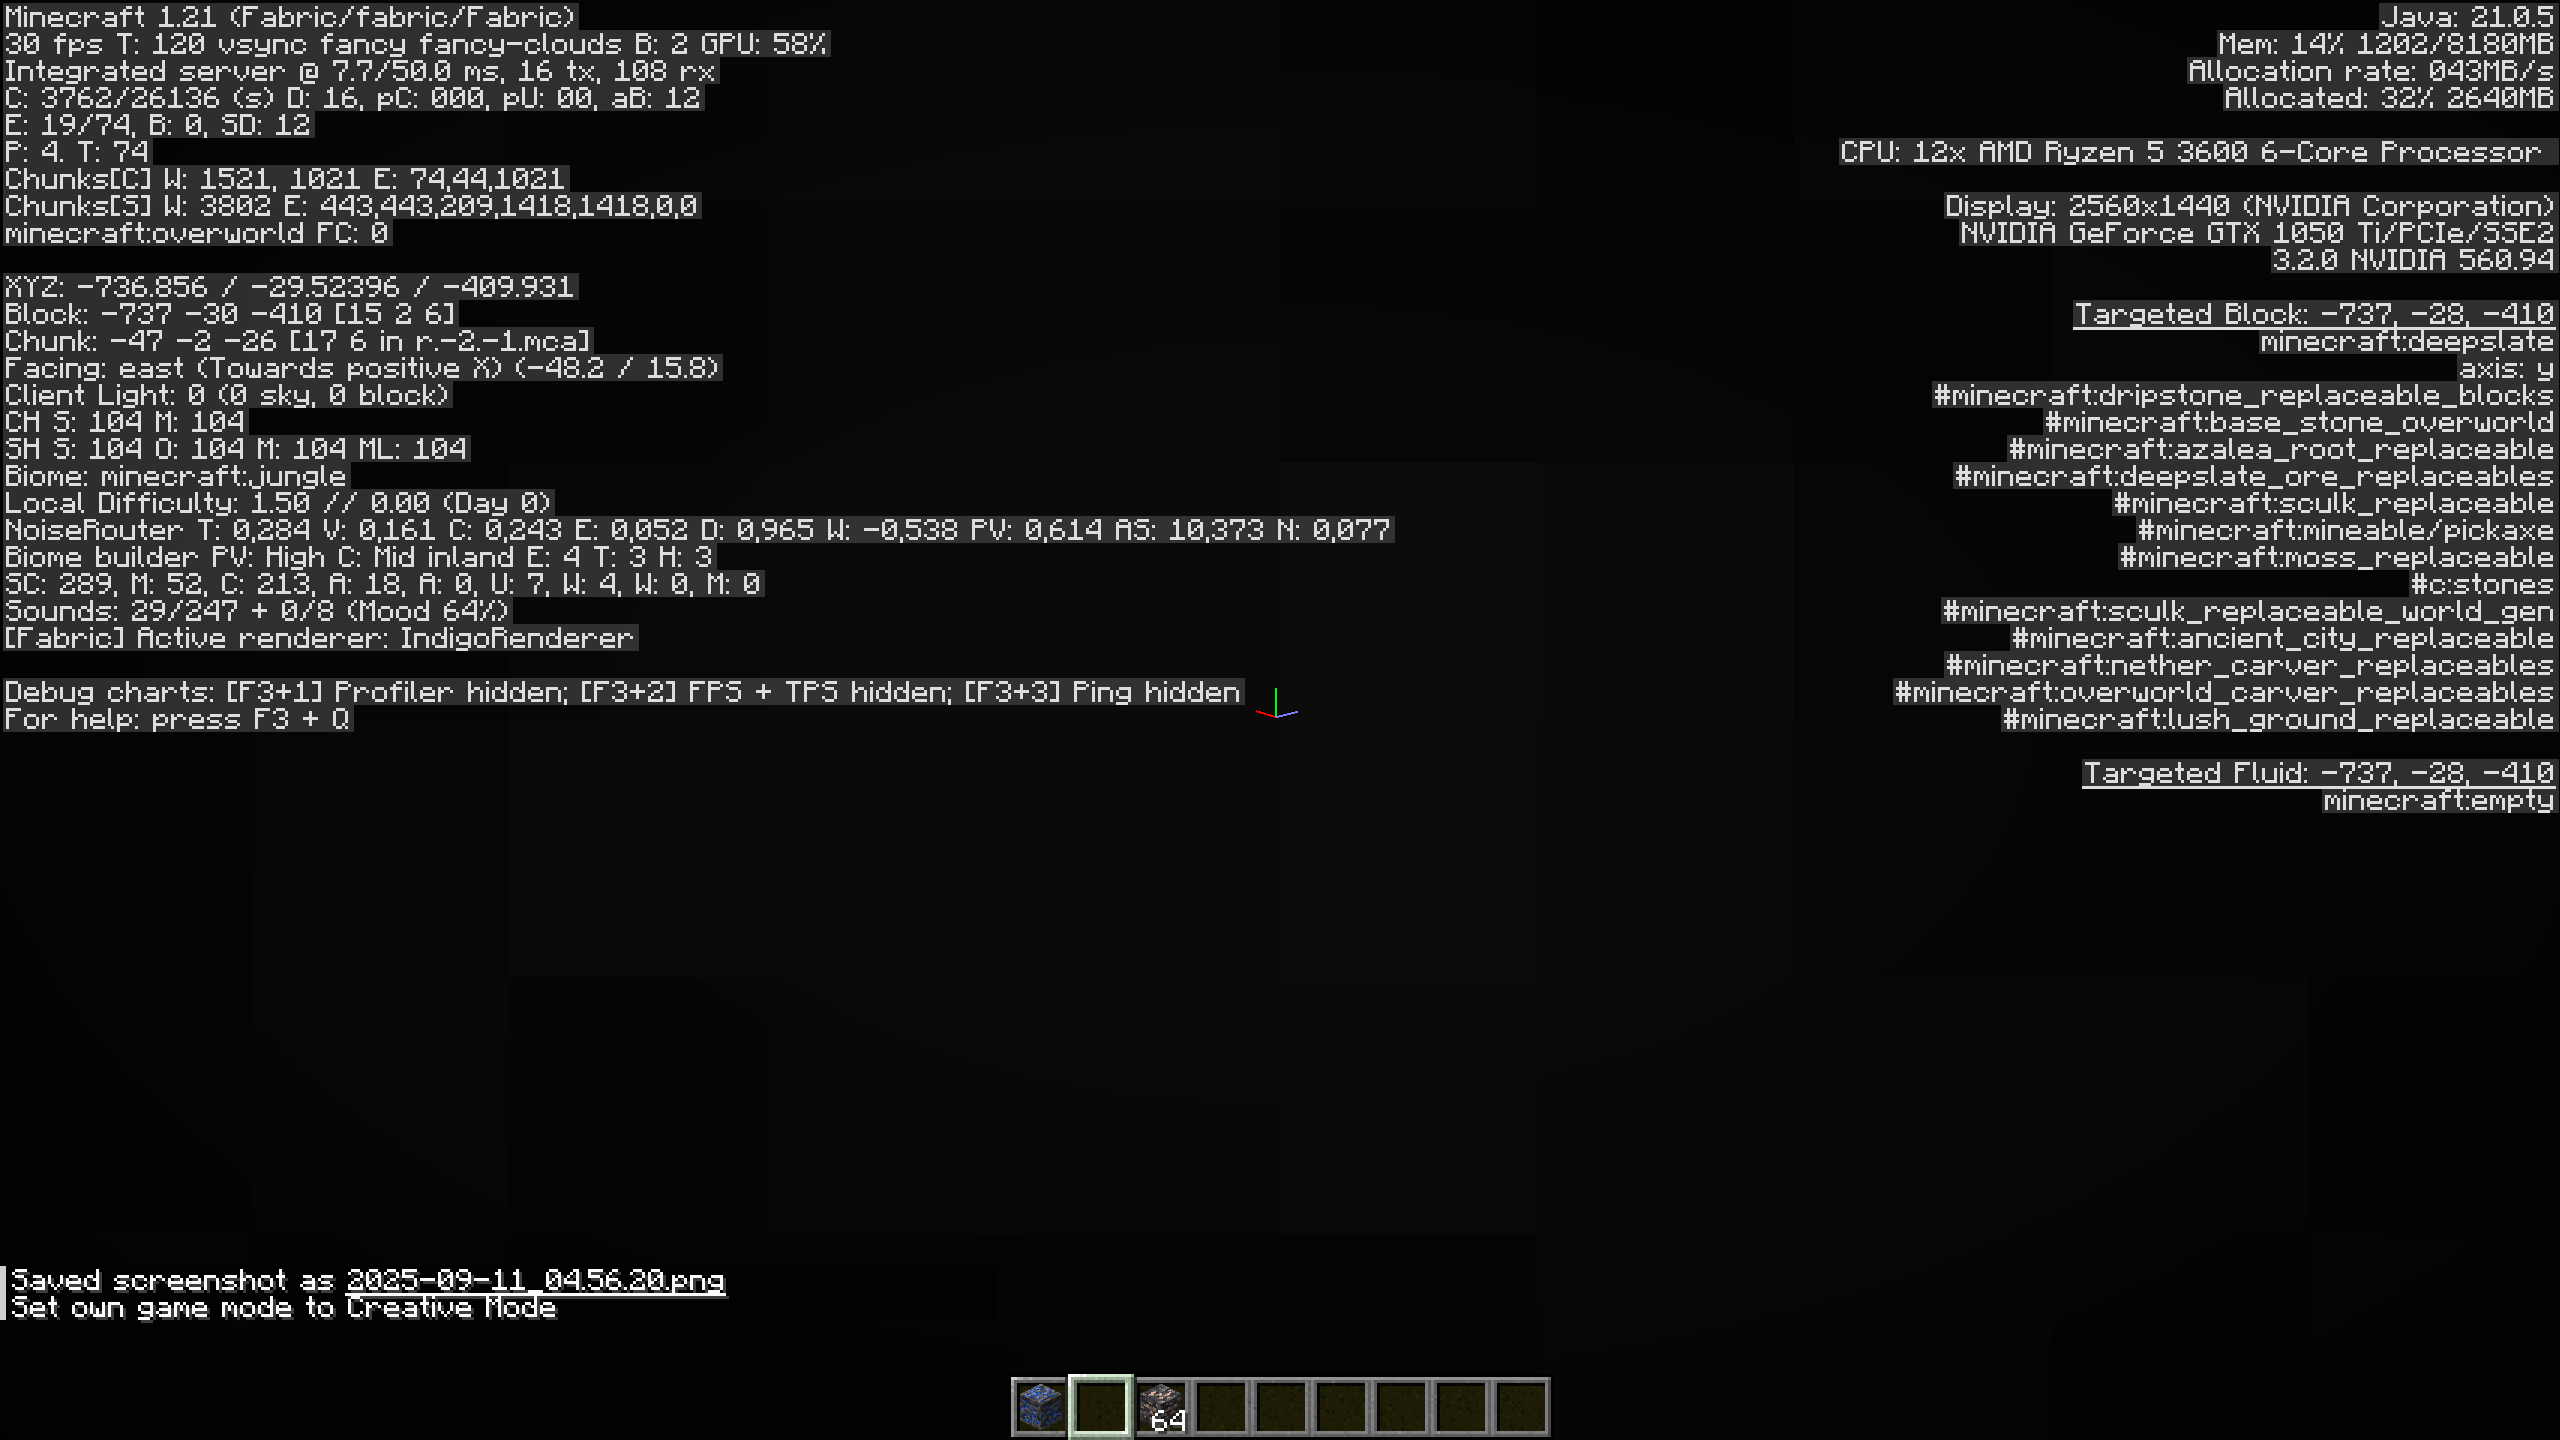 Minecraft 1.21 (Fabric/fabric/Fabric)
30 fps T: 120 vsync fancy fancy-clouds B: 2 GPU: 58%
Integrated server @ 7.7/50.0 ms, 16 tx, 108 rx
C: 3762/26136 (s) D: 16, pC: 000, pU: 00, aB: 12
E: 19/74, B: 0, SD: 12
P: 4. T: 74
Chunks[C] W: 1521, 1021 E: 74,44,1021
Chunks[S] W: 3802 E: 443,443,209,1418,1418,0,0
minecraft:overworld FC: 0
XYZ: -736.856 / -29.52396 / -409.931
Block: -737 -30 -410 [15 2 6]
Chunk: -47 -2 -26 [17 6 in r.-2.-1.mca]
Facing: east (Towards positive X) (-48.2 / 15.8)
Client Light: 0 (0 sky, 0 block)
CH S: 104 M: 104
SH S: 104 O: 104 M: 104 ML: 104
Biome: minecraft:jungle
Local Difficulty: 1.50 // 0.00 (Day 0)
NoiseRouter T: 0,284 V: 0,161 C: 0,243 E: 0,052 D: 0,965 W: -0,538 PV: 0,614 AS: 10,373 N: 0,077
Biome builder PV: High C: Mid inland E: 4 T: 3 H: 3
SC: 289, M: 52, C: 213, A: 18, A: 0, U: 7, W: 4, W: 0, M: 0
Sounds: 29/247 + 0/8 (Mood 64%)
[Fabric] Active renderer: IndigoRenderer
Debug charts: [F3+1] Profiler hidden; [F3+2] FPS + TPS hidden; [F3+3] Ping hidden
For help: press F3 + Q
Java: 21.0.5
Mem: 14% 1202/8180MB
Allocation rate: 043MB/s
Allocated: 32% 2640MB
CPU: 12x AMD Ryzen 5 3600 6-Core Processor
Display: 2560x1440 (NVIDIA Corporation)
NVIDIA GeForce GTX 1050 Ti/PCIe/SSE2
3.2.0 NVIDIA 560.94
Targeted Block: -737, -28, -410
minecraft:deepslate
axis: y
#minecraft:dripstone_replaceable_blocks
#minecraft:base_stone_overworld
#minecraft:azalea_root_replaceable
#minecraft:deepslate_ore_replaceables
#minecraft:sculk_replaceable
#minecraft:mineable/pickaxe
#minecraft:moss_replaceable
#c:stones
#minecraft:sculk_replaceable_world_gen
#minecraft:ancient_city_replaceable
#minecraft:nether_carver_replaceables
#minecraft:overworld_carver_replaceables
#minecraft:lush_ground_replaceable
Targeted Fluid: -737, -28, -410
minecraft:empty
Saved screenshot as 2025-09-11_04.56.20.png
Set own game mode to Creative Mode
64